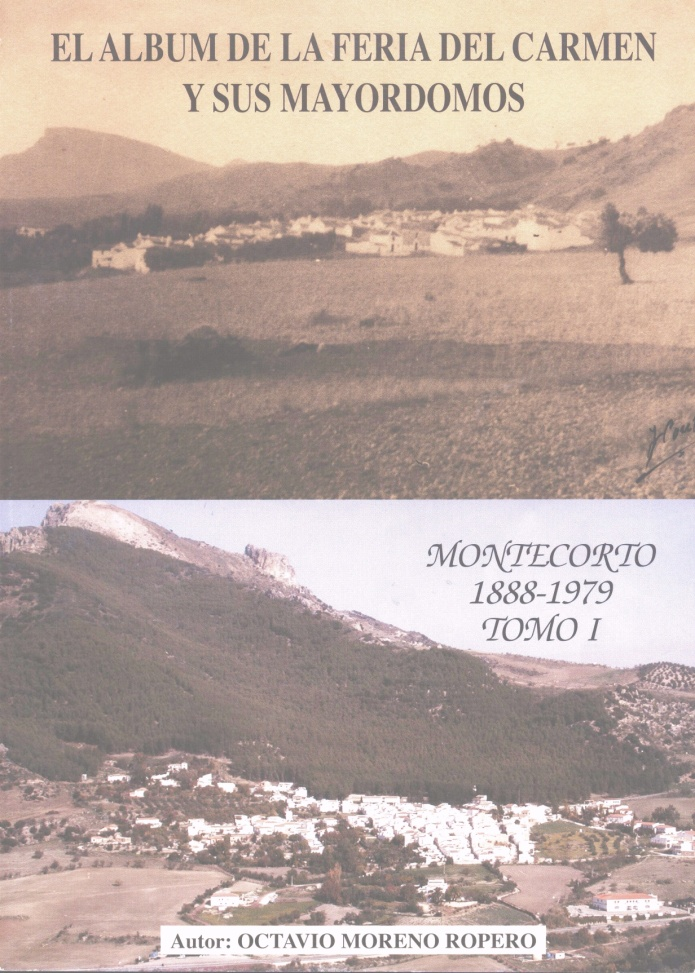 EL ALBUM DE LA FERIA DEL CARMEN
Y SUS MAYORDOMOS
MONTECORTO
1888-1979
TOMO I
Autor: OCTAVIO MORENO ROPERO